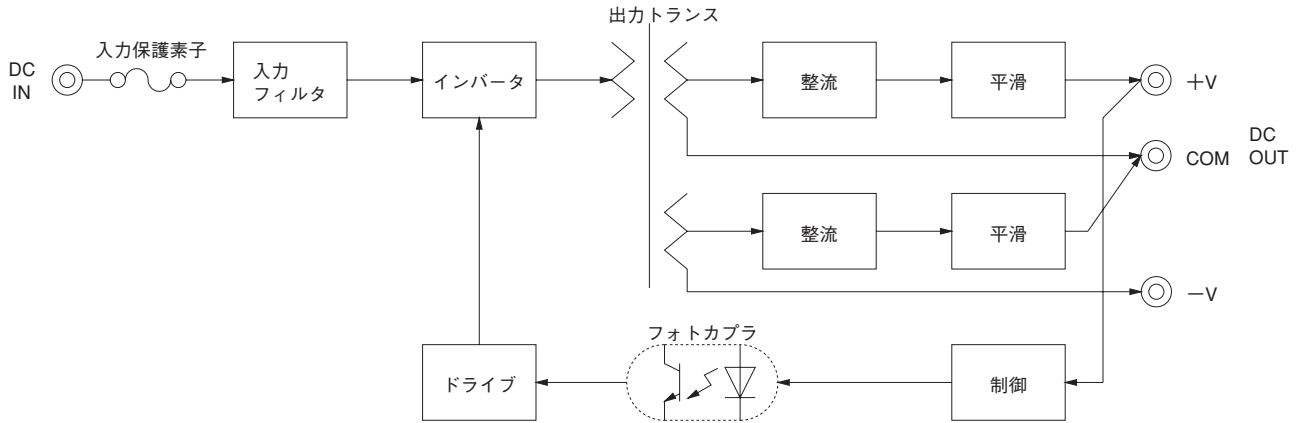 出力トランス
入力保護素子
DC
IN
入力
フィルタ
インバータ
整流
平滑
＋V
COM
DC
OUT
整流
平滑
－V
フォトカプラ
ドライブ
制御